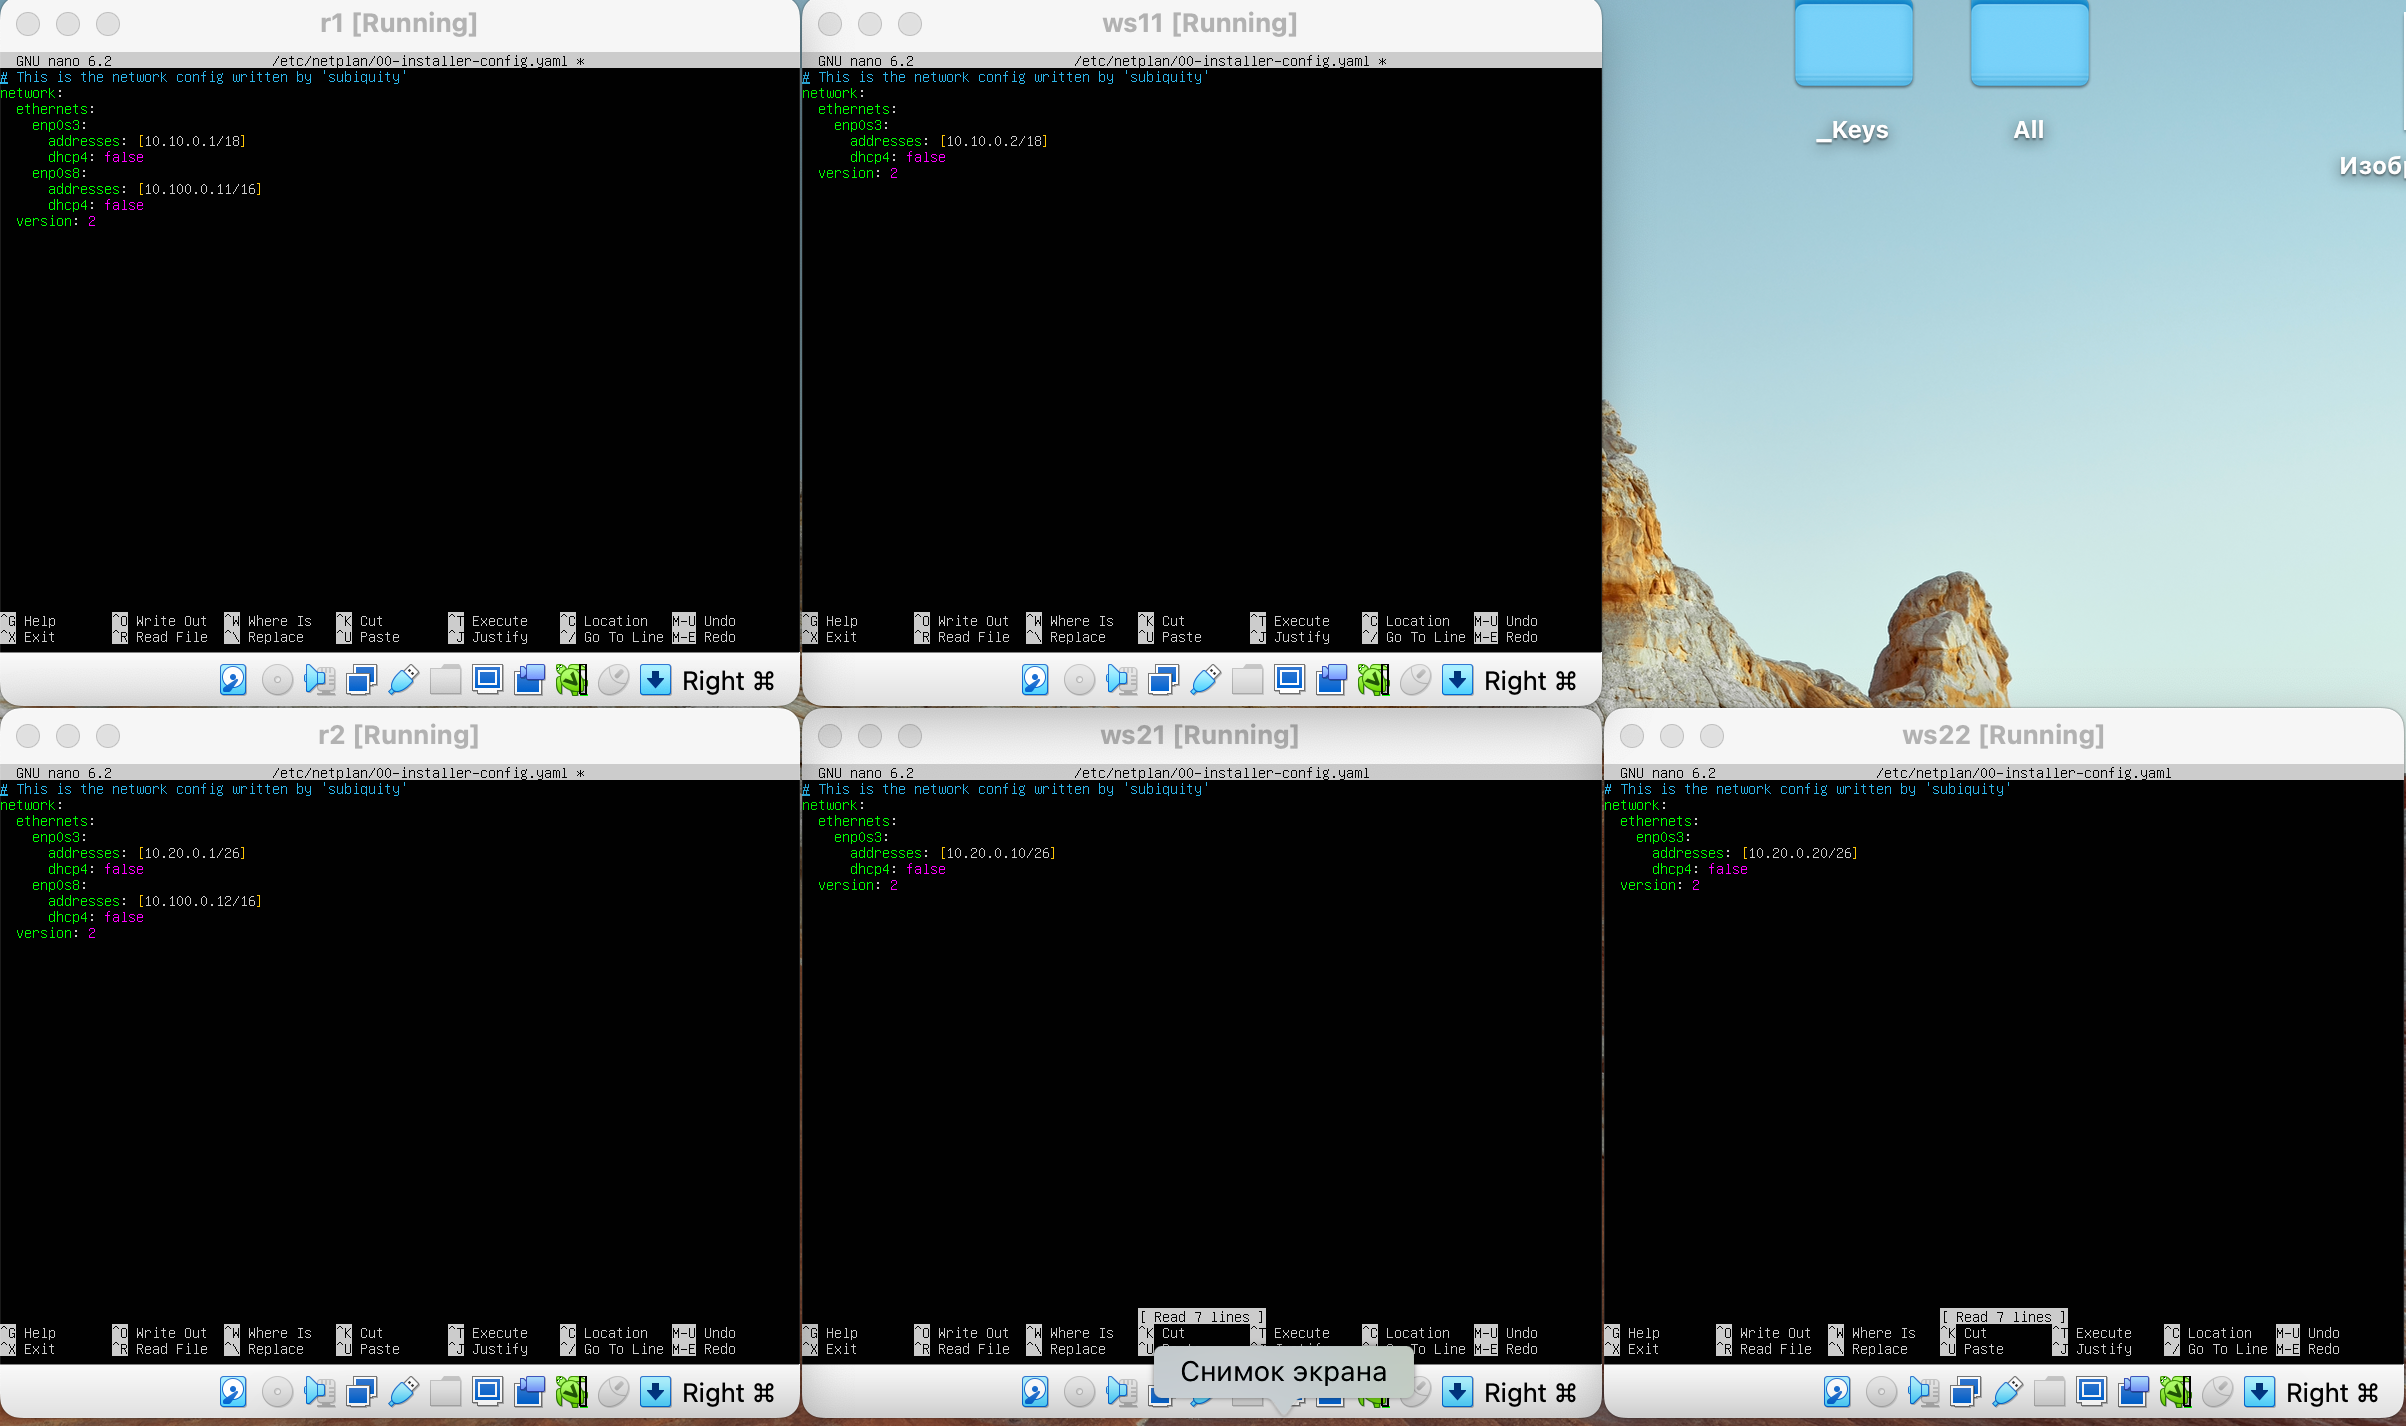 r1 [Running]
GNU nano 6.2 /etc/netplan/00-installer-config.yaml *
# This is the network config written by 'subiquity'
network:
  ethernets:
    enp0s3:
      addresses: [10.10.0.1/18]
      dhcp4: false
    enp0s8:
      addresses: [10.100.0.11/16]
      dhcp4: false
  version: 2
^G Help ^O Write Out ^W Where Is ^K Cut ^T Execute ^C Location M-U Undo
^X Exit ^R Read File ^\ Replace ^U Paste ^J Justify ^/ Go To Line M-E Redo
Right ⌘
ws11 [Running]
GNU nano 6.2 /etc/netplan/00-installer-config.yaml *
# This is the network config written by 'subiquity'
network:
  ethernets:
    enp0s3:
      addresses: [10.10.0.2/18]
      dhcp4: false
  version: 2
^G Help ^O Write Out ^W Where Is ^K Cut ^T Execute ^C Location M-U Undo
^X Exit ^R Read File ^\ Replace ^U Paste ^J Justify ^/ Go To Line M-E Redo
Right ⌘
_Keys
All
r2 [Running]
GNU nano 6.2 /etc/netplan/00-installer-config.yaml *
# This is the network config written by 'subiquity'
network:
  ethernets:
    enp0s3:
      addresses: [10.20.0.1/26]
      dhcp4: false
    enp0s8:
      addresses: [10.100.0.12/16]
      dhcp4: false
  version: 2
^G Help ^O Write Out ^W Where Is ^K Cut ^T Execute ^C Location M-U Undo
^X Exit ^R Read File ^\ Replace ^U Paste ^J Justify ^/ Go To Line M-E Redo
Right ⌘
ws21 [Running]
GNU nano 6.2 /etc/netplan/00-installer-config.yaml
# This is the network config written by 'subiquity'
network:
  ethernets:
    enp0s3:
      addresses: [10.20.0.10/26]
      dhcp4: false
  version: 2
[ Read 7 lines ]
^G Help ^O Write Out ^W Where Is ^K Cut ^T Execute ^C Location M-U Undo
^X Exit ^R Read File ^\ Replace Go To Line M-E Redo
Снимок экрана
Right ⌘
ws22 [Running]
GNU nano 6.2 /etc/netplan/00-installer-config.yaml
# This is the network config written by 'subiquity'
network:
  ethernets:
    enp0s3:
      addresses: [10.20.0.20/26]
      dhcp4: false
  version: 2
[ Read 7 lines ]
^G Help ^O Write Out ^W Where Is ^K Cut ^T Execute ^C Location M-U Undo
^X Exit ^R Read File ^\ Replace ^U Paste ^J Justify ^/ Go To Line M-E Redo
Right ⌘